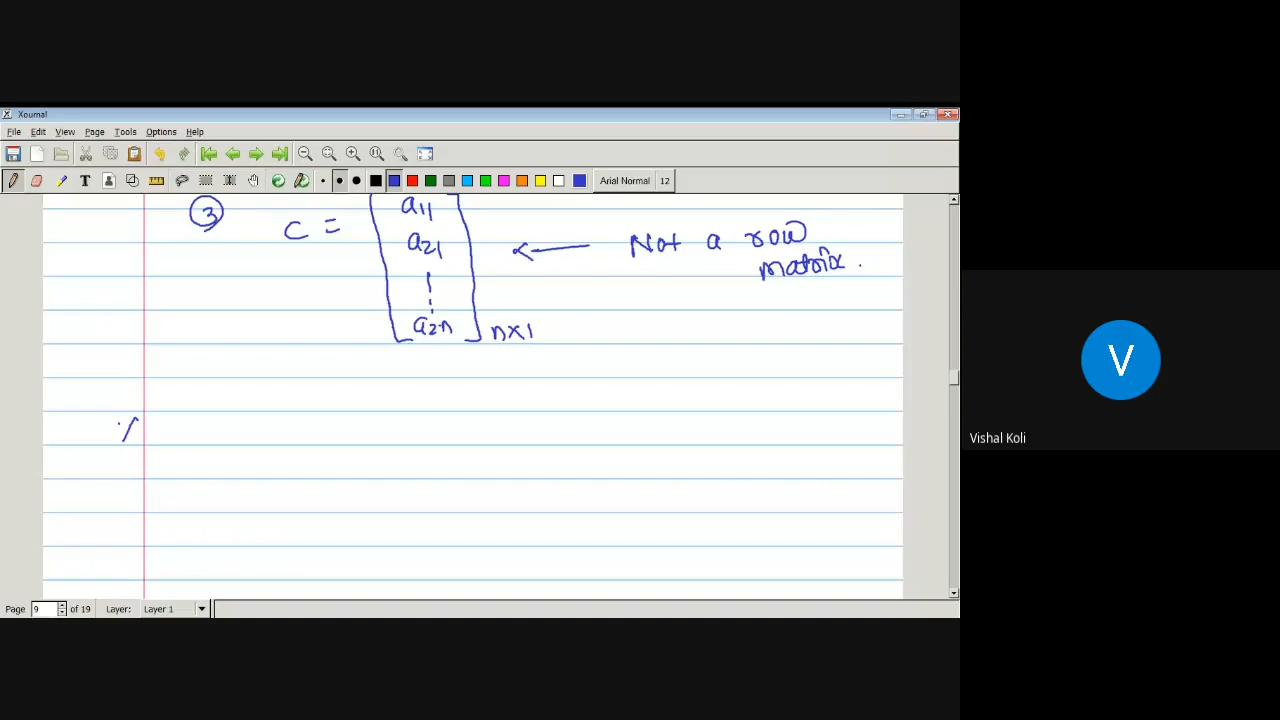 Xournal
File Edit View Page Tools Options Help
Arial Normal 12
③ C = [a11
a21
a2n] n×1
← Not a row
matrix.
Page 9 of 19 Layer: Layer 1
V
Vishal Koli